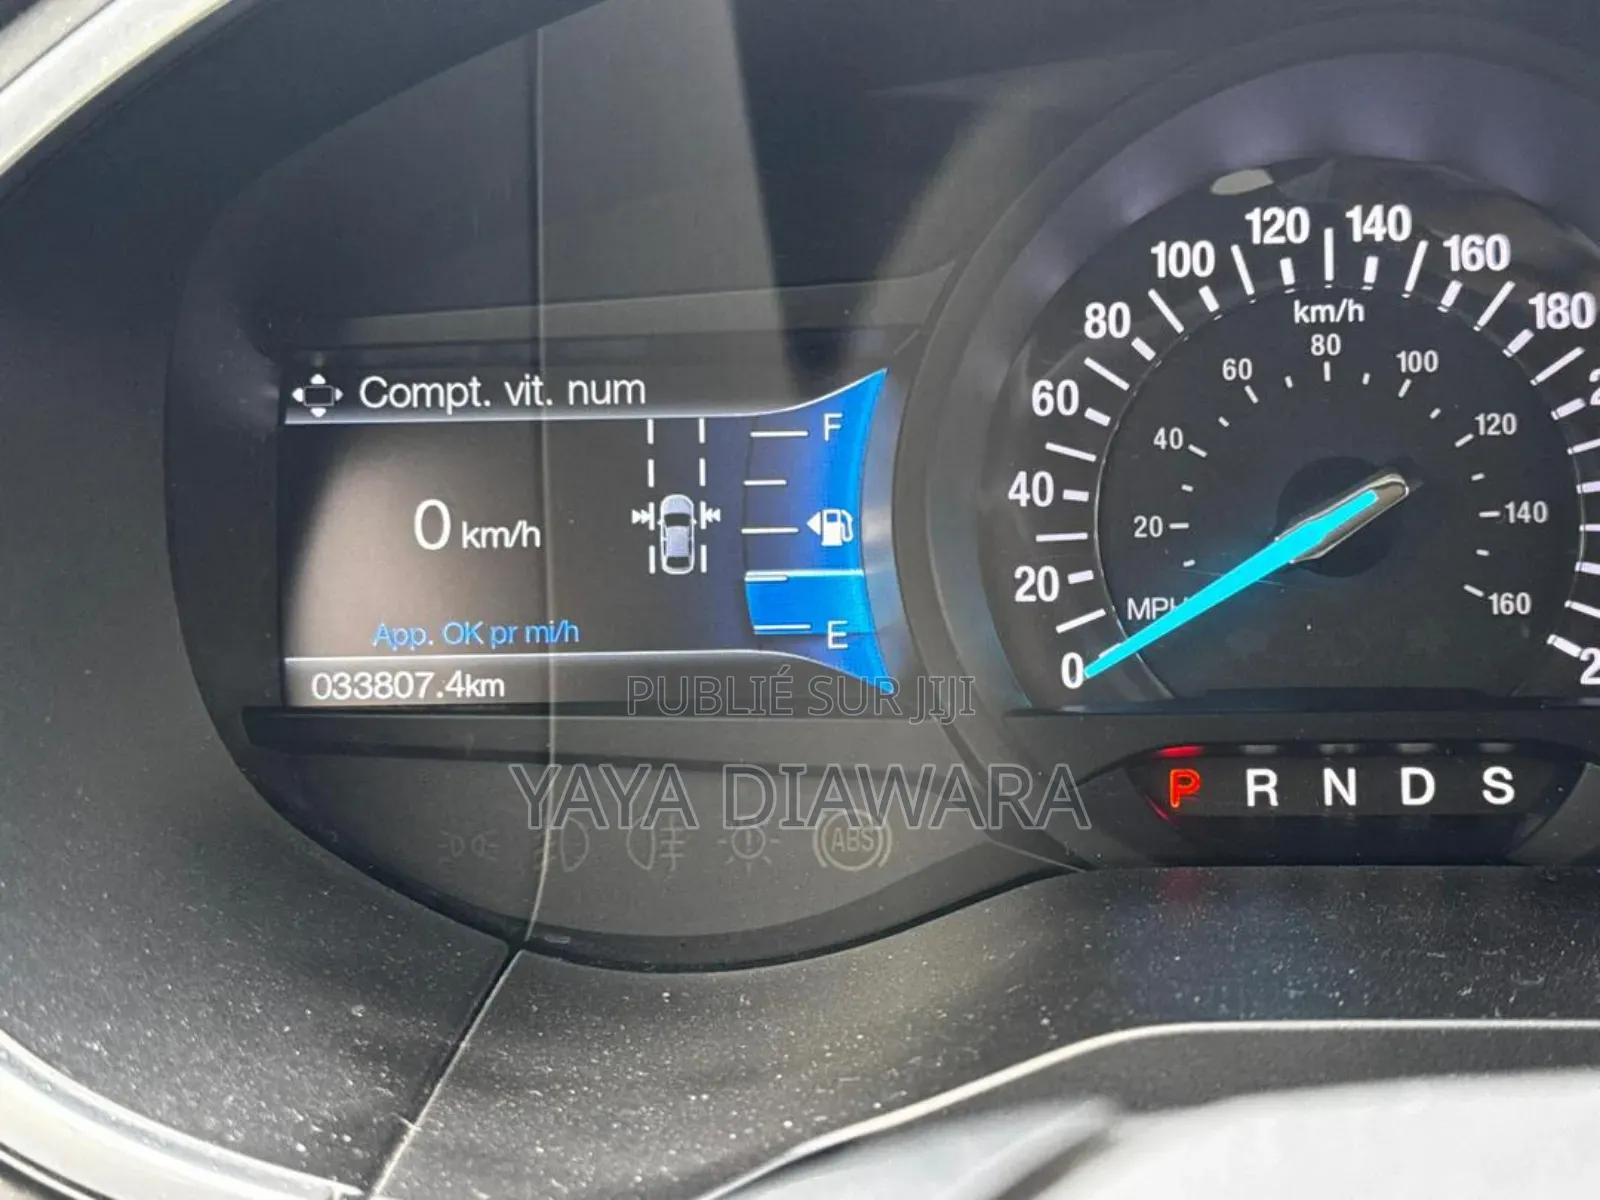 Compt. vit. num
F
0 km/h
App. OK pr mi/h
E
033807.4km
0
20
40
60
80
100
120
140
160
180
km/h
20
40
60
80
100
120
140
160
MPH
PUBLIÉ SUR JIJI
YAYA DIAWARA
P R N D S
ABS